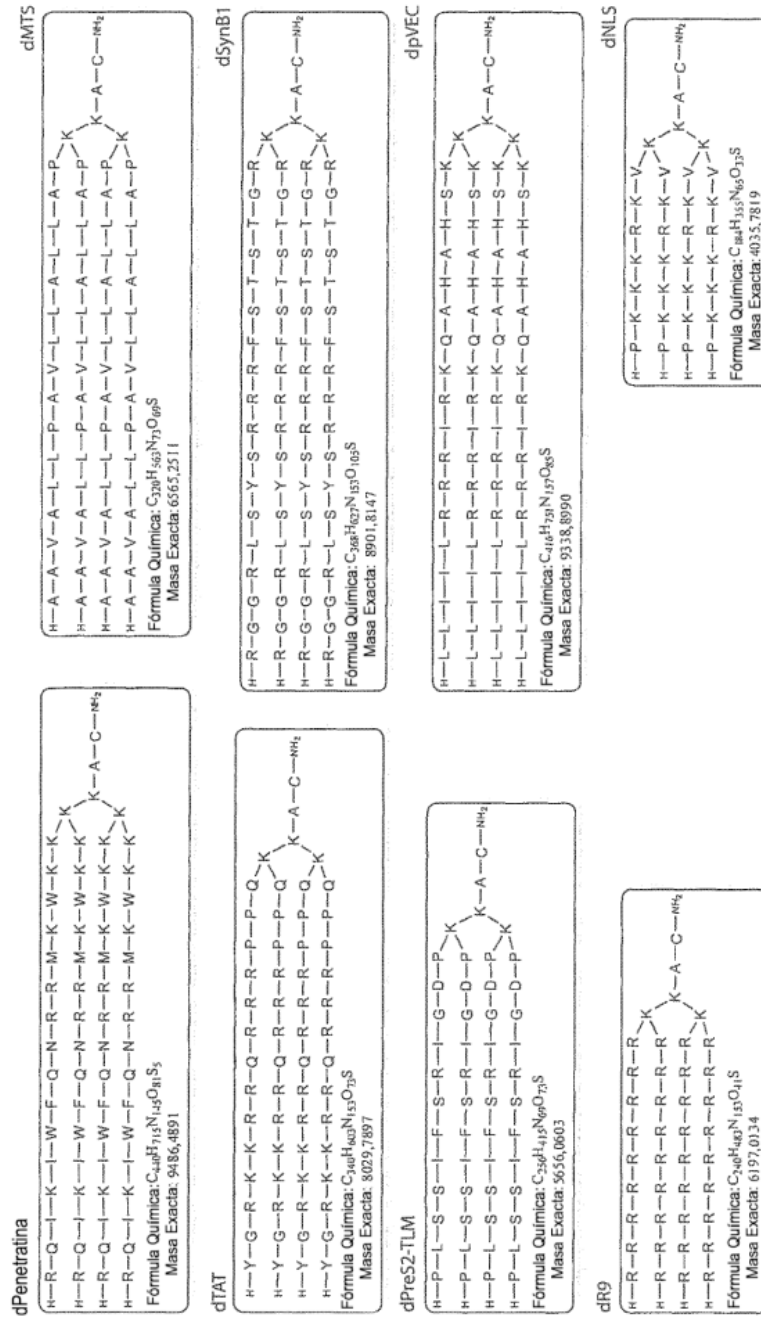 dPenetratina
H—R—Q—I—K—I—W—F—Q—N—R—R—M—K—W—K—K
H—R—Q—I—K—I—W—F—Q—N—R—R—M—K—W—K—K
K
K—A—C—NH2
H—R—Q—I—K—I—W—F—Q—N—R—R—M—K—W—K—K
K
H—R—Q—I—K—I—W—F—Q—N—R—R—M—K—W—K—K
Fórmula Química: C440H715N145O81S5
Masa Exacta: 9486,4891
dMTS
H—A—A—V—A—L—L—P—A—V—L—L—A—L—L—A—P
K
H—A—A—V—A—L—L—P—A—V—L—L—A—L—L—A—P
K—A—C—NH2
H—A—A—V—A—L—L—P—A—V—L—L—A—L—L—A—P
K
H—A—A—V—A—L—L—P—A—V—L—L—A—L—L—A—P
Fórmula Química: C320H563N73O69S
Masa Exacta: 6565,2511
dTAT
H—Y—G—R—K—K—R—R—Q—R—R—R—P—P—Q
K
H—Y—G—R—K—K—R—R—Q—R—R—R—P—P—Q
K—A—C—NH2
H—Y—G—R—K—K—R—R—Q—R—R—R—P—P—Q
K
H—Y—G—R—K—K—R—R—Q—R—R—R—P—P—Q
Fórmula Química: C340H603N153O73S
Masa Exacta: 8029,7897
dSynB1
H—R—G—G—R—L—S—Y—S—R—R—R—F—S—T—S—T—G—R
K
H—R—G—G—R—L—S—Y—S—R—R—R—F—S—T—S—T—G—R
K—A—C—NH2
H—R—G—G—R—L—S—Y—S—R—R—R—F—S—T—S—T—G—R
K
H—R—G—G—R—L—S—Y—S—R—R—R—F—S—T—S—T—G—R
Fórmula Química: C368H627N153O105S
Masa Exacta: 8901,8147
dPreS2-TLM
H—P—L—S—S—I—F—S—R—I—G—D—P
K
H—P—L—S—S—I—F—S—R—I—G—D—P
K—A—C—NH2
H—P—L—S—S—I—F—S—R—I—G—D—P
K
H—P—L—S—S—I—F—S—R—I—G—D—P
Fórmula Química: C256H415N69O73S
Masa Exacta: 5656,0603
dpVEC
H—L—L—I—I—L—R—R—R—I—R—K—Q—A—H—A—H—S—K
K
H—L—L—I—I—L—R—R—R—I—R—K—Q—A—H—A—H—S—K
K—A—C—NH2
H—L—L—I—I—L—R—R—R—I—R—K—Q—A—H—A—H—S—K
K
H—L—L—I—I—L—R—R—R—I—R—K—Q—A—H—A—H—S—K
Fórmula Química: C416H751N157O85S
Masa Exacta: 9338,8990
dR9
H—R—R—R—R—R—R—R—R—R
K
H—R—R—R—R—R—R—R—R—R
K—A—C—NH2
H—R—R—R—R—R—R—R—R—R
K
H—R—R—R—R—R—R—R—R—R
Fórmula Química: C240H483N153O41S
Masa Exacta: 6197,0134
dNLS
H—P—K—K—K—R—K—V
K
H—P—K—K—K—R—K—V
K—A—C—NH2
H—P—K—K—K—R—K—V
K
H—P—K—K—K—R—K—V
Fórmula Química: C184H355N65O33S
Masa Exacta: 4035,7819